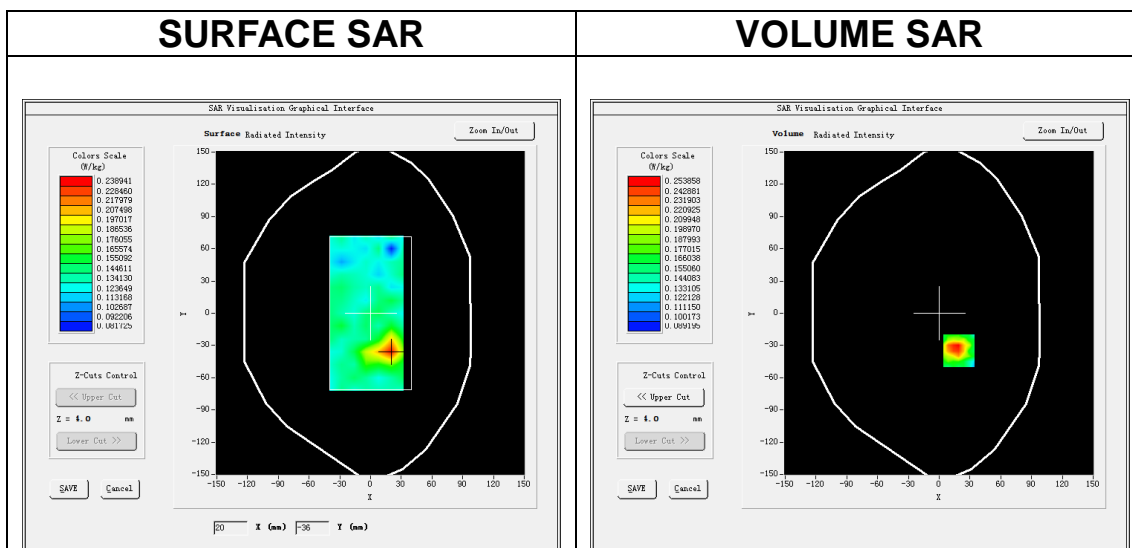 SURFACE SAR
SAR Visualisation Graphical Interface
Surface Radiated Intensity
Zoom In/Out
Colors Scale
(W/kg)
0.238941
0.228460
0.217979
0.207498
0.197017
0.186536
0.176055
0.165574
0.155092
0.144611
0.134130
0.123649
0.113168
0.102687
0.092206
0.081725
Z-Cuts Control
<< Upper Cut
Z = 4.0 mm
Lower Cut >>
SAVE Cancel
150
120
90
60
30
0
-30
-60
-90
-120
-150
Y
-150 -120 -90 -60 -30 0 30 60 90 120 150
X
20 X (mm) -36 Y (mm)
VOLUME SAR
SAR Visualisation Graphical Interface
Volume Radiated Intensity
Zoom In/Out
Colors Scale
(W/kg)
0.253858
0.242881
0.231903
0.220925
0.209948
0.198970
0.187993
0.177015
0.166038
0.155060
0.144083
0.133105
0.122128
0.111150
0.100173
0.089195
Z-Cuts Control
<< Upper Cut
Z = 4.0 mm
Lower Cut >>
SAVE Cancel
150
120
90
60
30
0
-30
-60
-90
-120
-150
Y
-150 -120 -90 -60 -30 0 30 60 90 120 150
X